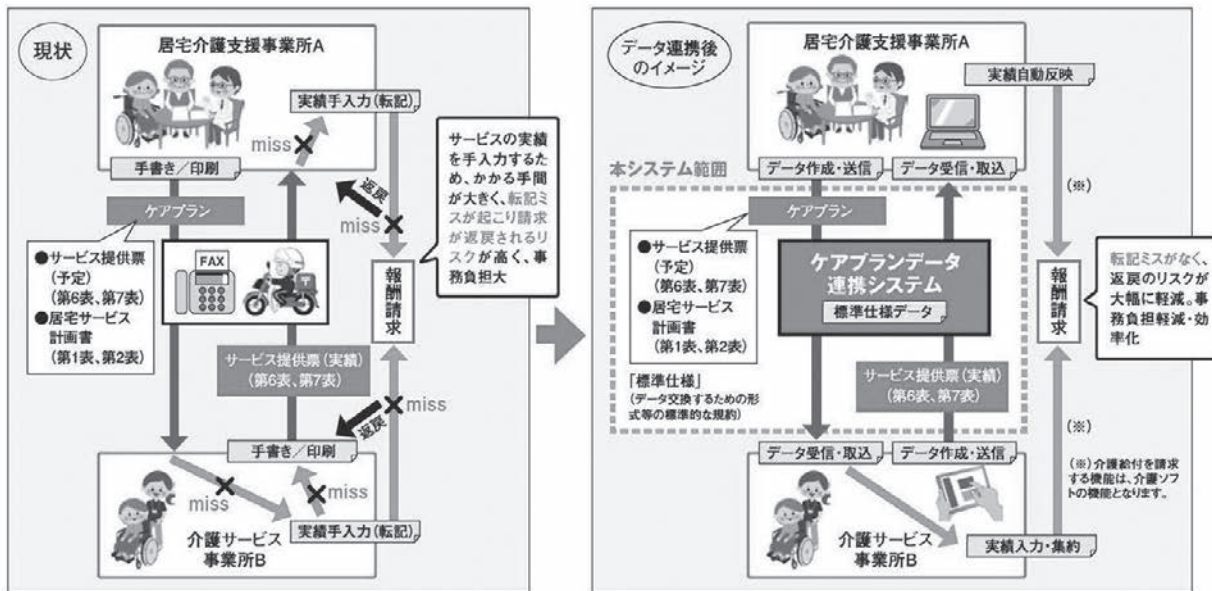 現状
居宅介護支援事業所A
実績手入力(転記)
miss
手書き/印刷
返戻
miss
ケアプラン
●サービス提供票
(予定)
(第6表、第7表)
●居宅サービス
計画書
(第1表、第2表)
FAX
サービスの実績
を手入力するた
め、かかる手間
が大きく、転記ミ
スが起こり請求
が返戻されるリ
スクが高く、事
務負担大
報酬請求
サービス提供票(実績)
(第6表、第7表)
miss
返戻
手書き/印刷
miss
miss
実績手入力(転記)
介護サービス
事業所B
データ連携後
のイメージ
居宅介護支援事業所A
実績自動反映
データ作成・送信
データ受信・取込
本システム範囲
(※)
ケアプラン
●サービス提供票
(予定)
(第6表、第7表)
●居宅サービス
計画書
(第1表、第2表)
ケアプランデータ
連携システム
標準仕様データ
報酬請求
転記ミスがなく、
返戻のリスクが
大幅に軽減。事
務負担軽減・効
率化
サービス提供票(実績)
(第6表、第7表)
「標準仕様」
(データ交換するための形
式等の標準的な規約)
データ受信・取込
データ作成・送信
(※)
(※)介護給付を請求
する機能は、介護ソフ
トの機能となります。
介護サービス
事業所B
実績入力・集約